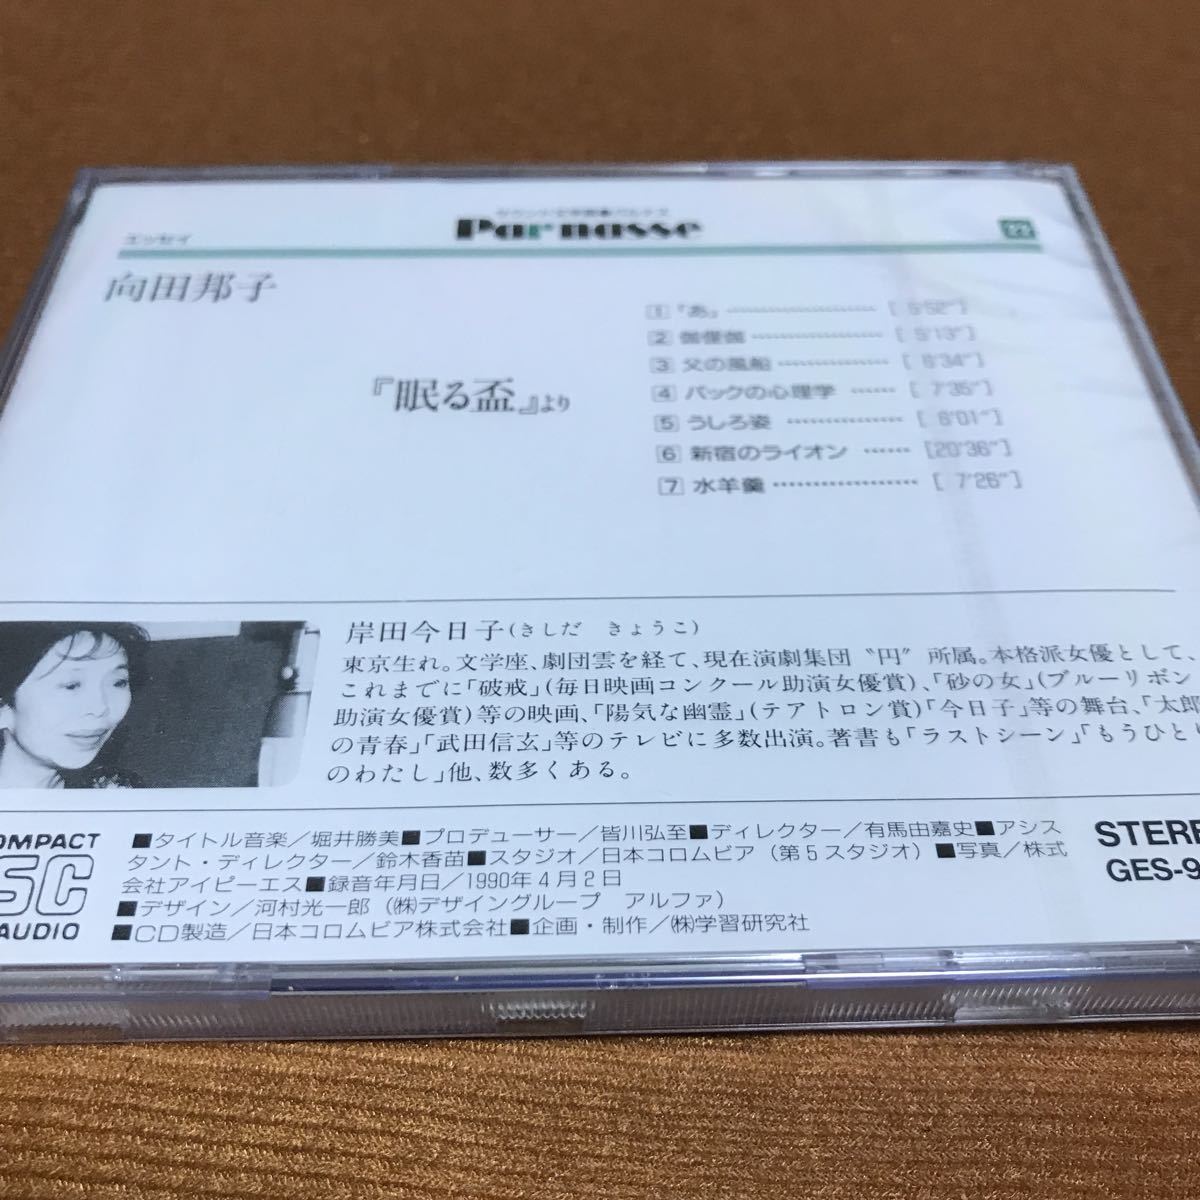 サウンド文学館・パルナス
Parnasse
エッセイ
22
向田邦子
『眠る盃』より
1 「あ」 ……………… [ 5'52"]
2 伽俚伽 ……………… [ 5'13"]
3 父の風船 ……………… [ 6'34"]
4 パックの心理学 …… [ 7'35"]
5 うしろ姿 ……………… [ 6'01"]
6 新宿のライオン …… [20'36"]
7 水羊羹 ……………… [ 7'26"]
岸田今日子(きしだ きょうこ)
東京生れ。文学座、劇団雲を経て、現在演劇集団〝円〟所属。本格派女優として、
これまでに「破戒」(毎日映画コンクール助演女優賞)、「砂の女」(ブルーリボン
助演女優賞)等の映画、「陽気な幽霊」(テアトロン賞)「今日子」等の舞台、「太郎
の青春」「武田信玄」等のテレビに多数出演。著書も「ラストシーン」「もうひとり
のわたし」他、数多くある。
COMPACT
DISC
AUDIO
■タイトル音楽／堀井勝美■プロデューサー／皆川弘至■ディレクター／有馬由嘉史■アシス
タント・ディレクター／鈴木香苗■スタジオ／日本コロムビア（第5スタジオ）■写真／株式
会社アイピーエス■録音年月日／1990年4月2日
■デザイン／河村光一郎（㈱デザイングループ アルファ）
■CD製造／日本コロムビア株式会社■企画・制作／㈱学習研究社
STERE
GES-9